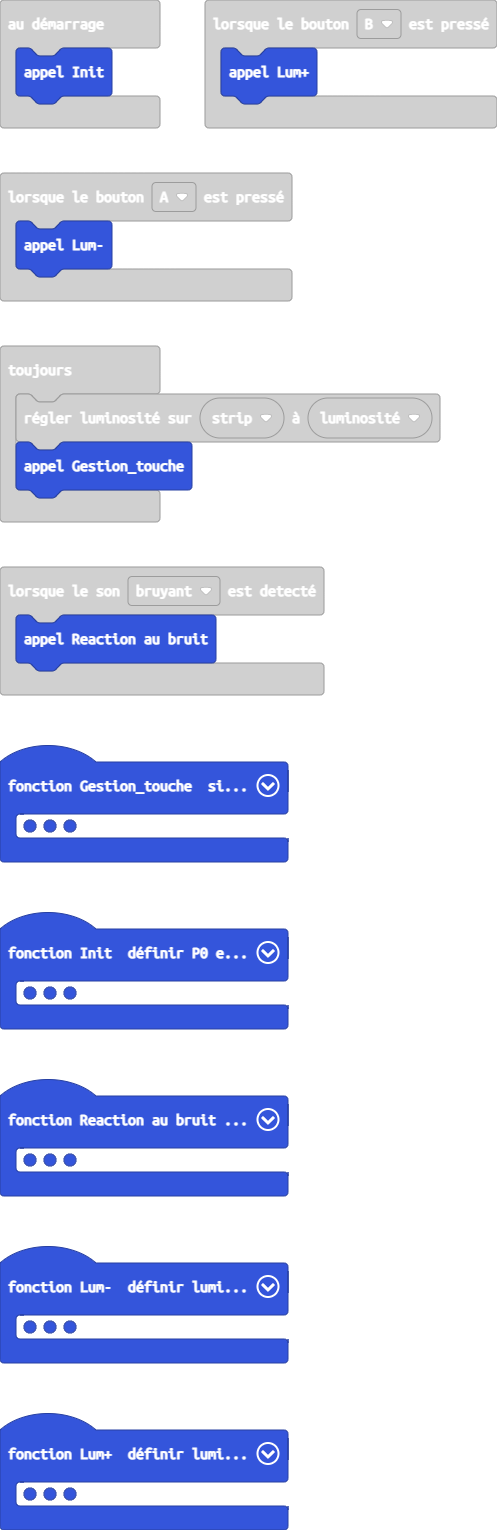 au démarrage
appel Init
lorsque le bouton B est pressé
appel Lum+
lorsque le bouton A est pressé
appel Lum-
toujours
régler luminosité sur strip à luminosité
appel Gestion_touche
lorsque le son bruyant est detecté
appel Reaction au bruit
fonction Gestion_touche si...
fonction Init définir P0 e...
fonction Reaction au bruit ...
fonction Lum- définir lumi...
fonction Lum+ définir lumi...